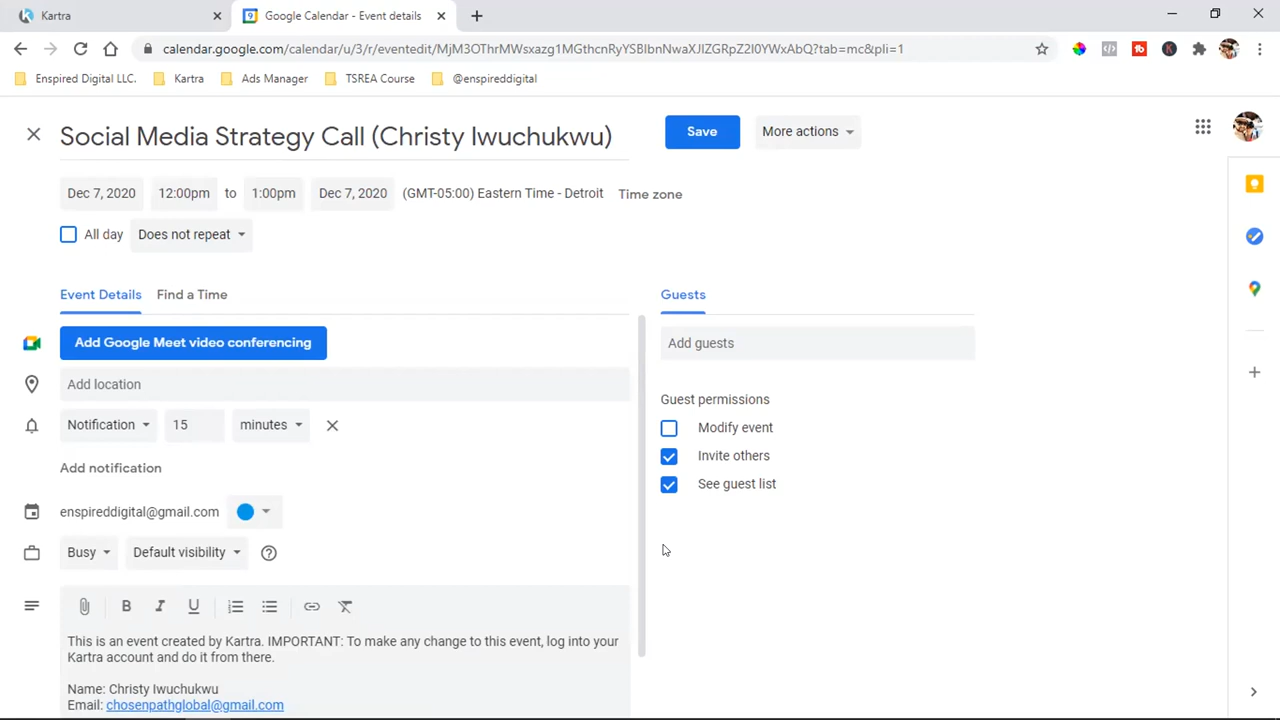 Kartra
Google Calendar - Event details
calendar.google.com/calendar/u/3/r/eventedit/MjM3OThrMWsxazg1MGthcnRyYSBlbnNwaXJlZGRpZ2l0YWxAbQ?tab=mc&pli=1
Enspired Digital LLC. Kartra Ads Manager TSREA Course @enspireddigital
Social Media Strategy Call (Christy Iwuchukwu) Save More actions
Dec 7, 2020 12:00pm to 1:00pm Dec 7, 2020 (GMT-05:00) Eastern Time - Detroit Time zone
All day Does not repeat
Event Details Find a Time Guests
Add Google Meet video conferencing Add guests
Add location
Guest permissions
Notification 15 minutes Modify event
Invite others
Add notification
See guest list
enspireddigital@gmail.com
Busy Default visibility
B I U
This is an event created by Kartra. IMPORTANT: To make any change to this event, log into your
Kartra account and do it from there.
Name: Christy Iwuchukwu
Email: chosenpathglobal@gmail.com